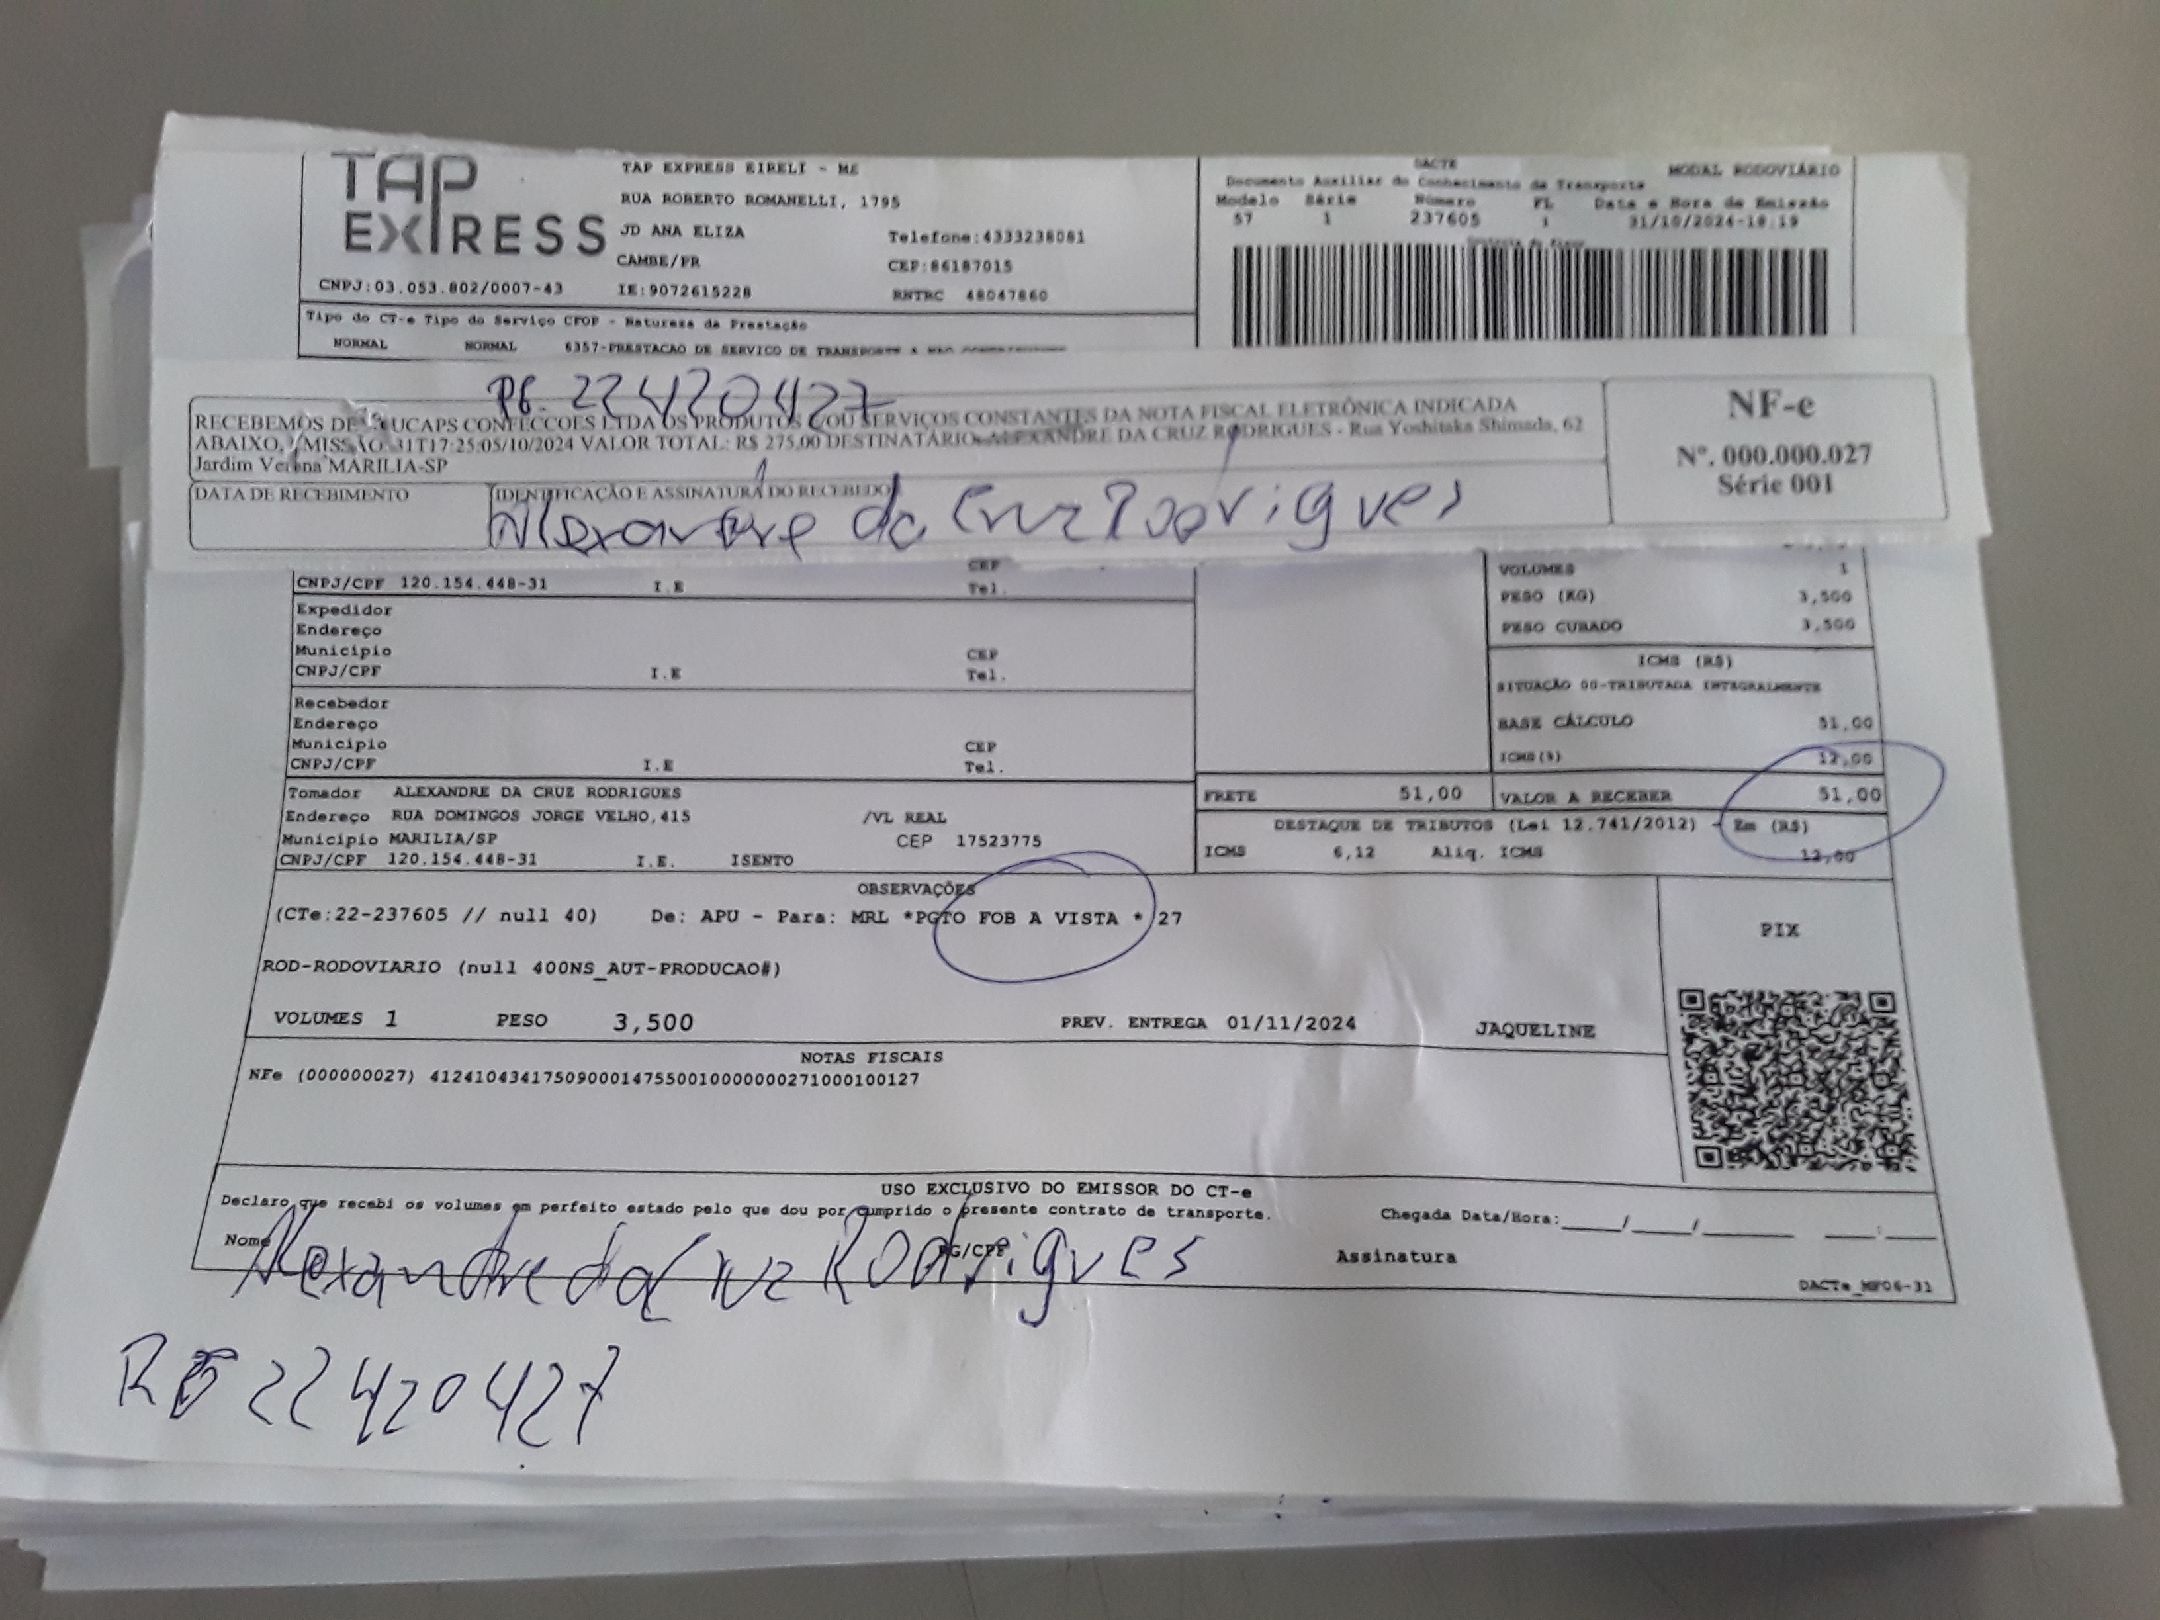 TAP EXPRESS
TAP EXPRESS EIRELI - ME
RUA ROBERTO ROMANELLI, 1795
JD ANA ELIZA Telefone:4333238081
CAMBE/PR CEP:86187015
CNPJ:03.053.802/0007-43 IE:9072615228 RNTRC 48047860
DACTE MODAL RODOVIÁRIO
Documento Auxiliar do Conhecimento de Transporte
Modelo Série Número FL Data e Hora de Emissão
57 1 237605 1 31/10/2024-18:19
Tipo do CT-e Tipo do Serviço CFOP - Natureza da Prestação
NORMAL NORMAL 6357-PRESTACAO DE SERVICO DE TRANSPORTE A NAO
22420427
RECEBEMOS DE UCAPS CONFECCOES LTDA OS PRODUTOS E/OU SERVIÇOS CONSTANTES DA NOTA FISCAL ELETRÔNICA INDICADA
ABAIXO, EMISSÃO: 31T17:25:05/10/2024 VALOR TOTAL: R$ 275,00 DESTINATÁRIO: ALEXANDRE DA CRUZ RODRIGUES - Rua Yoshitaka Shimada, 62
Jardim Verona MARILIA-SP
DATA DE RECEBIMENTO IDENTIFICAÇÃO E ASSINATURA DO RECEBEDO
Alexandre da Cruz Rodrigues
NF-e
Nº. 000.000.027
Série 001
CEP
CNPJ/CPF 120.154.448-31 I.E Tel.
Expedidor
Endereço
Município CEP
CNPJ/CPF I.E Tel.
Recebedor
Endereço
Município CEP
CNPJ/CPF I.E Tel.
VOLUMES 1
PESO (KG) 3,500
PESO CUBADO 3,500
ICMS (R$)
SITUAÇÃO 00-TRIBUTADA INTEGRALMENTE
BASE CÁLCULO 51,00
ICMS(%) 12,00
Tomador ALEXANDRE DA CRUZ RODRIGUES
Endereço RUA DOMINGOS JORGE VELHO,415 /VL REAL
Município MARILIA/SP CEP 17523775
CNPJ/CPF 120.154.448-31 I.E. ISENTO
FRETE 51,00 VALOR A RECEBER 51,00
DESTAQUE DE TRIBUTOS (Lei 12.741/2012) - Em (R$)
ICMS 6,12 Aliq. ICMS 12,00
OBSERVAÇÕES
(CTe:22-237605 // null 40) De: APU - Para: MRL *PGTO FOB A VISTA * 27
ROD-RODOVIARIO (null 400NS_AUT-PRODUCAO#)
VOLUMES 1 PESO 3,500 PREV. ENTREGA 01/11/2024 JAQUELINE
PIX
NOTAS FISCAIS
NFe (000000027) 41241043417509000147550010000000271000100127
USO EXCLUSIVO DO EMISSOR DO CT-e
Declaro que recebi os volumes em perfeito estado pelo que dou por cumprido o presente contrato de transporte.
Chegada Data/Hora:____/____/______ ___:___
Nome RG/CPF Assinatura
Alexandre da Cruz Rodrigues
DACTe_MF06-31
RG 22420427